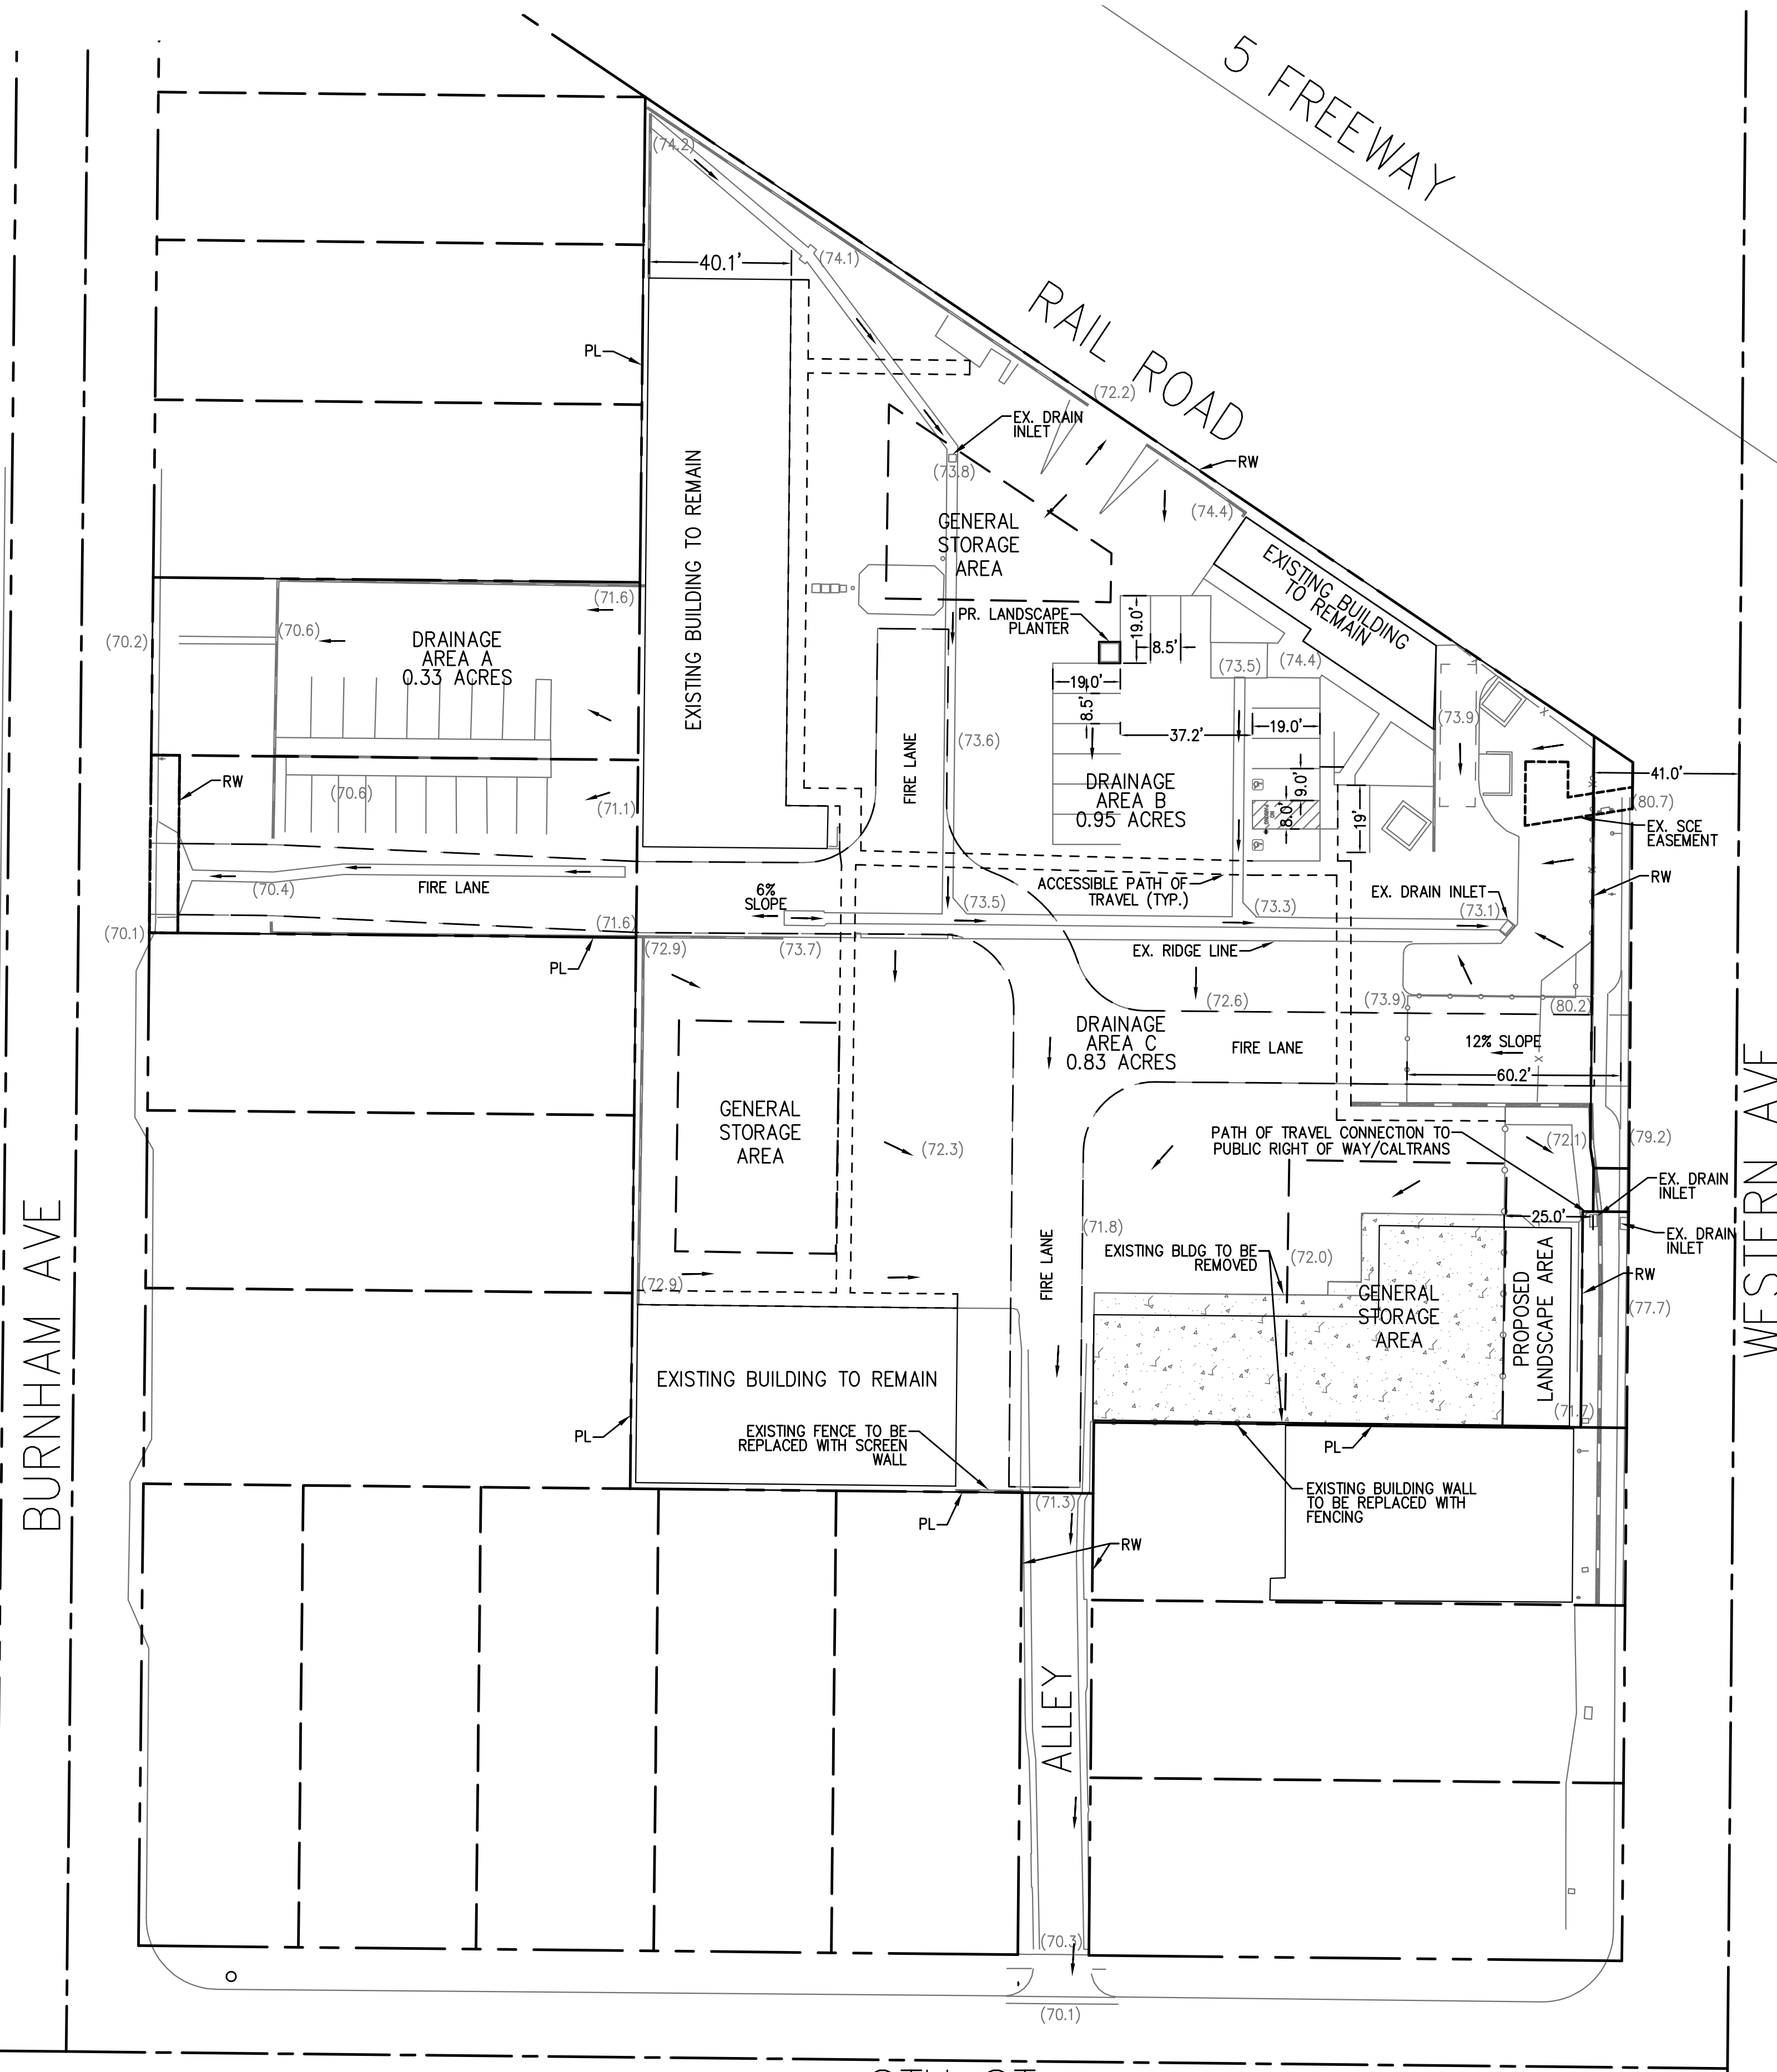 5 FREEWAY
(74.2)
40.1'
(74.1)
RAIL ROAD
PL
(72.2)
EX. DRAIN
INLET
RW
(73.8)
(74.4)
GENERAL
STORAGE
AREA
EXISTING BUILDING TO REMAIN
EXISTING BUILDING
TO REMAIN
(71.6)
PR. LANDSCAPE
PLANTER
19.0'
8.5'
(70.2)
(70.6)
DRAINAGE
AREA A
0.33 ACRES
(73.5)
(74.4)
19.0'
8.5'
(73.9)
FIRE LANE
(73.6)
37.2'
19.0'
RW
(70.6)
(71.1)
DRAINAGE
AREA B
0.95 ACRES
9.0'
8.0'
19'
NO
PARKING
41.0'
(80.7)
EX. SCE
EASEMENT
RW
(70.4)
FIRE LANE
6%
SLOPE
ACCESSIBLE PATH OF
TRAVEL (TYP.)
EX. DRAIN INLET
(70.1)
(71.6)
(73.5)
(73.3)
(73.1)
PL
(72.9)
(73.7)
EX. RIDGE LINE
(72.6)
(73.9)
(80.2)
DRAINAGE
AREA C
0.83 ACRES
FIRE LANE
12% SLOPE
60.2'
GENERAL
STORAGE
AREA
(72.3)
PATH OF TRAVEL CONNECTION TO
PUBLIC RIGHT OF WAY/CALTRANS
(72.1)
(79.2)
EX. DRAIN
INLET
25.0'
EX. DRAIN
INLET
(71.8)
FIRE LANE
EXISTING BLDG TO BE
REMOVED
(72.0)
RW
(72.9)
GENERAL
STORAGE
AREA
PROPOSED
LANDSCAPE AREA
(77.7)
BURNHAM AVE
WESTERN AVE
EXISTING BUILDING TO REMAIN
(71.7)
PL
EXISTING FENCE TO BE
REPLACED WITH SCREEN
WALL
PL
EXISTING BUILDING WALL
TO BE REPLACED WITH
FENCING
(71.3)
PL
RW
ALLEY
(70.3)
(70.1)